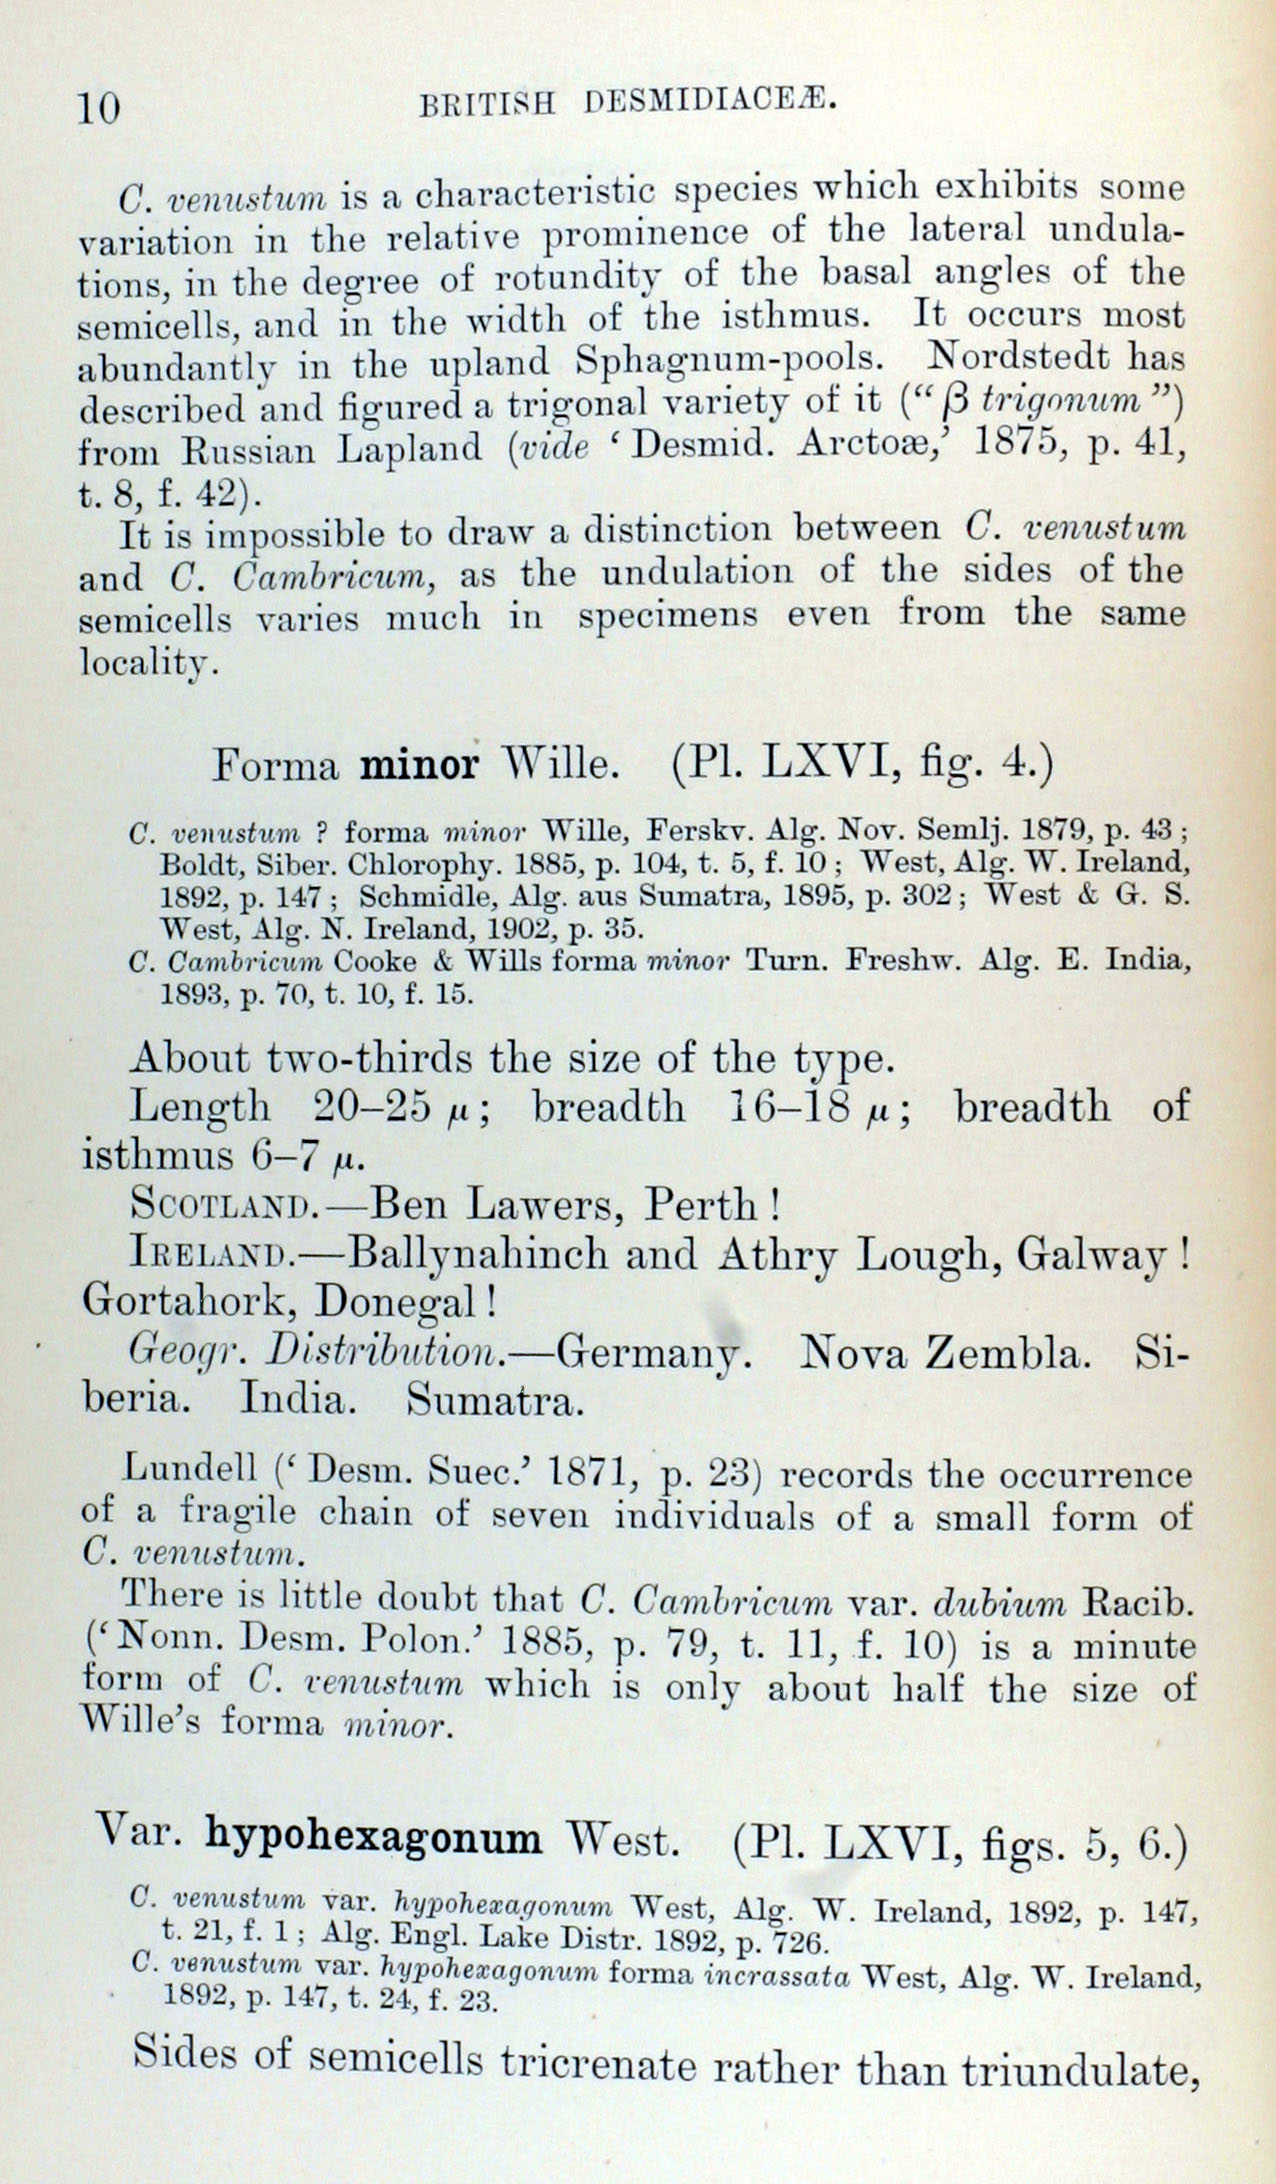 10
BRITISH DESMIDIACEÆ.
C. venustum is a characteristic species which exhibits some
variation in the relative prominence of the lateral undula-
tions, in the degree of rotundity of the basal angles of the
semicells, and in the width of the isthmus. It occurs most
abundantly in the upland Sphagnum-pools. Nordstedt has
described and figured a trigonal variety of it (“ β trigonum ”)
from Russian Lapland (vide ‘ Desmid. Arctoæ,’ 1875, p. 41,
t. 8, f. 42).
It is impossible to draw a distinction between C. venustum
and C. Cambricum, as the undulation of the sides of the
semicells varies much in specimens even from the same
locality.
Forma minor Wille. (Pl. LXVI, fig. 4.)
C. venustum ? forma minor Wille, Ferskv. Alg. Nov. Semlj. 1879, p. 43 ;
Boldt, Siber. Chlorophy. 1885, p. 104, t. 5, f. 10 ; West, Alg. W. Ireland,
1892, p. 147 ; Schmidle, Alg. aus Sumatra, 1895, p. 302 ; West & G. S.
West, Alg. N. Ireland, 1902, p. 35.
C. Cambricum Cooke & Wills forma minor Turn. Freshw. Alg. E. India,
1893, p. 70, t. 10, f. 15.
About two-thirds the size of the type.
Length 20–25 μ; breadth 16–18 μ; breadth of
isthmus 6–7 μ.
SCOTLAND.—Ben Lawers, Perth !
IRELAND.—Ballynahinch and Athry Lough, Galway !
Gortahork, Donegal !
Geogr. Distribution.—Germany. Nova Zembla. Si-
beria. India. Sumatra.
Lundell (‘ Desm. Suec.’ 1871, p. 23) records the occurrence
of a fragile chain of seven individuals of a small form of
C. venustum.
There is little doubt that C. Cambricum var. dubium Racib.
(‘ Nonn. Desm. Polon.’ 1885, p. 79, t. 11, f. 10) is a minute
form of C. venustum which is only about half the size of
Wille’s forma minor.
Var. hypohexagonum West. (Pl. LXVI, figs. 5, 6.)
C. venustum var. hypohexagonum West, Alg. W. Ireland, 1892, p. 147,
t. 21, f. 1 ; Alg. Engl. Lake Distr. 1892, p. 726.
C. venustum var. hypohexagonum forma incrassata West, Alg. W. Ireland,
1892, p. 147, t. 24, f. 23.
Sides of semicells tricrenate rather than triundulate,